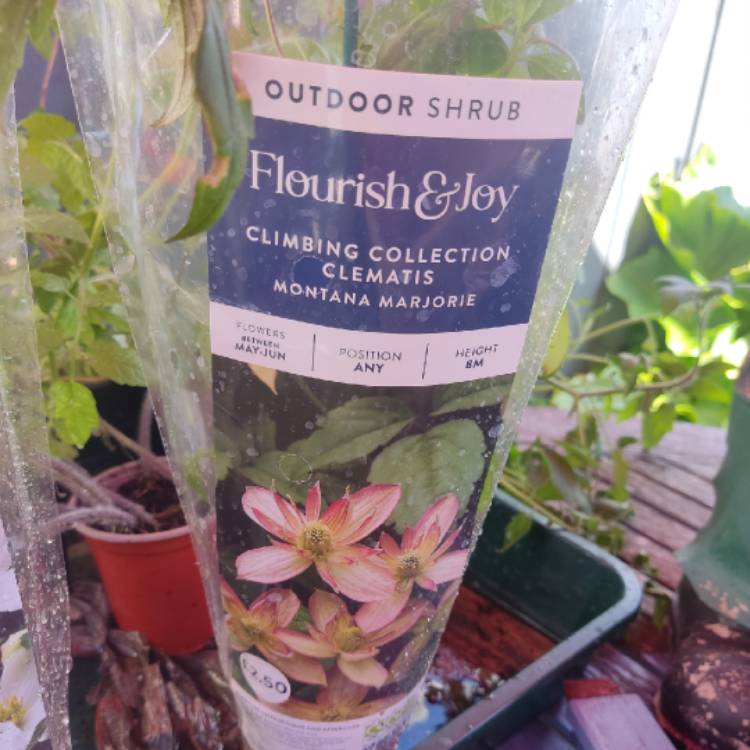 OUTDOOR SHRUB
Flourish & Joy
CLIMBING COLLECTION
CLEMATIS
MONTANA MARJORIE
FLOWERS
BETWEEN
MAY-JUN
POSITION
ANY
HEIGHT
8M
£2.50